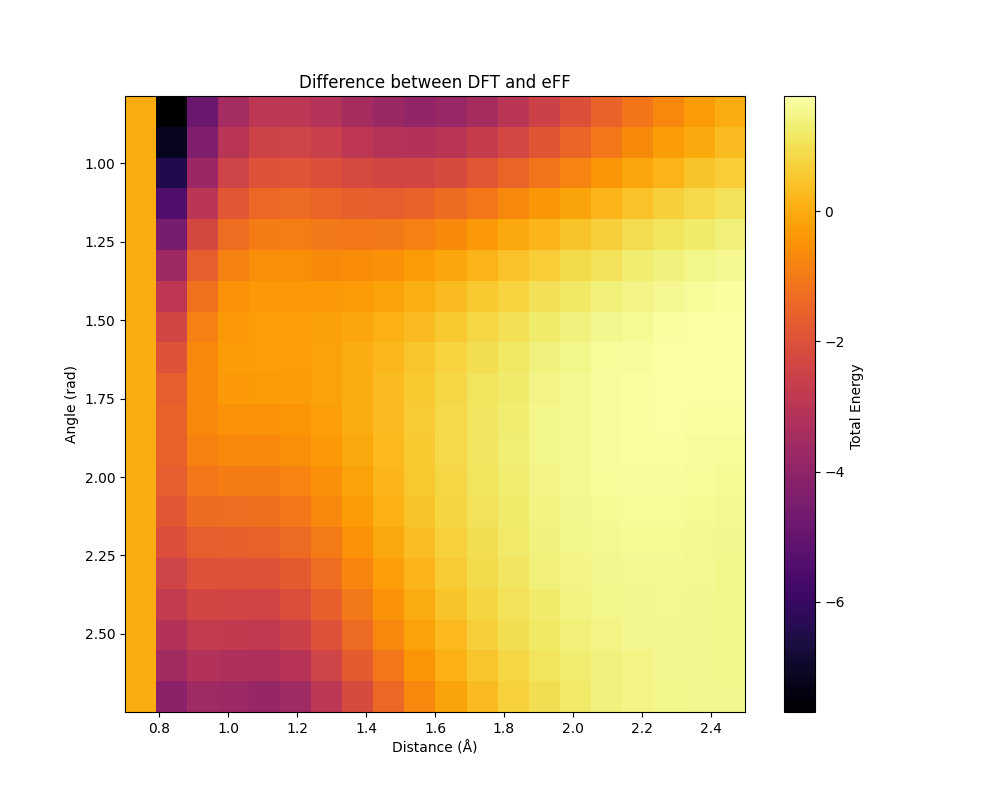 Difference between DFT and eFF
Angle (rad)
1.00
1.25
1.50
1.75
2.00
2.25
2.50
0.8 1.0 1.2 1.4 1.6 1.8 2.0 2.2 2.4
Distance (Å)
0
−2
−4
−6
Total Energy